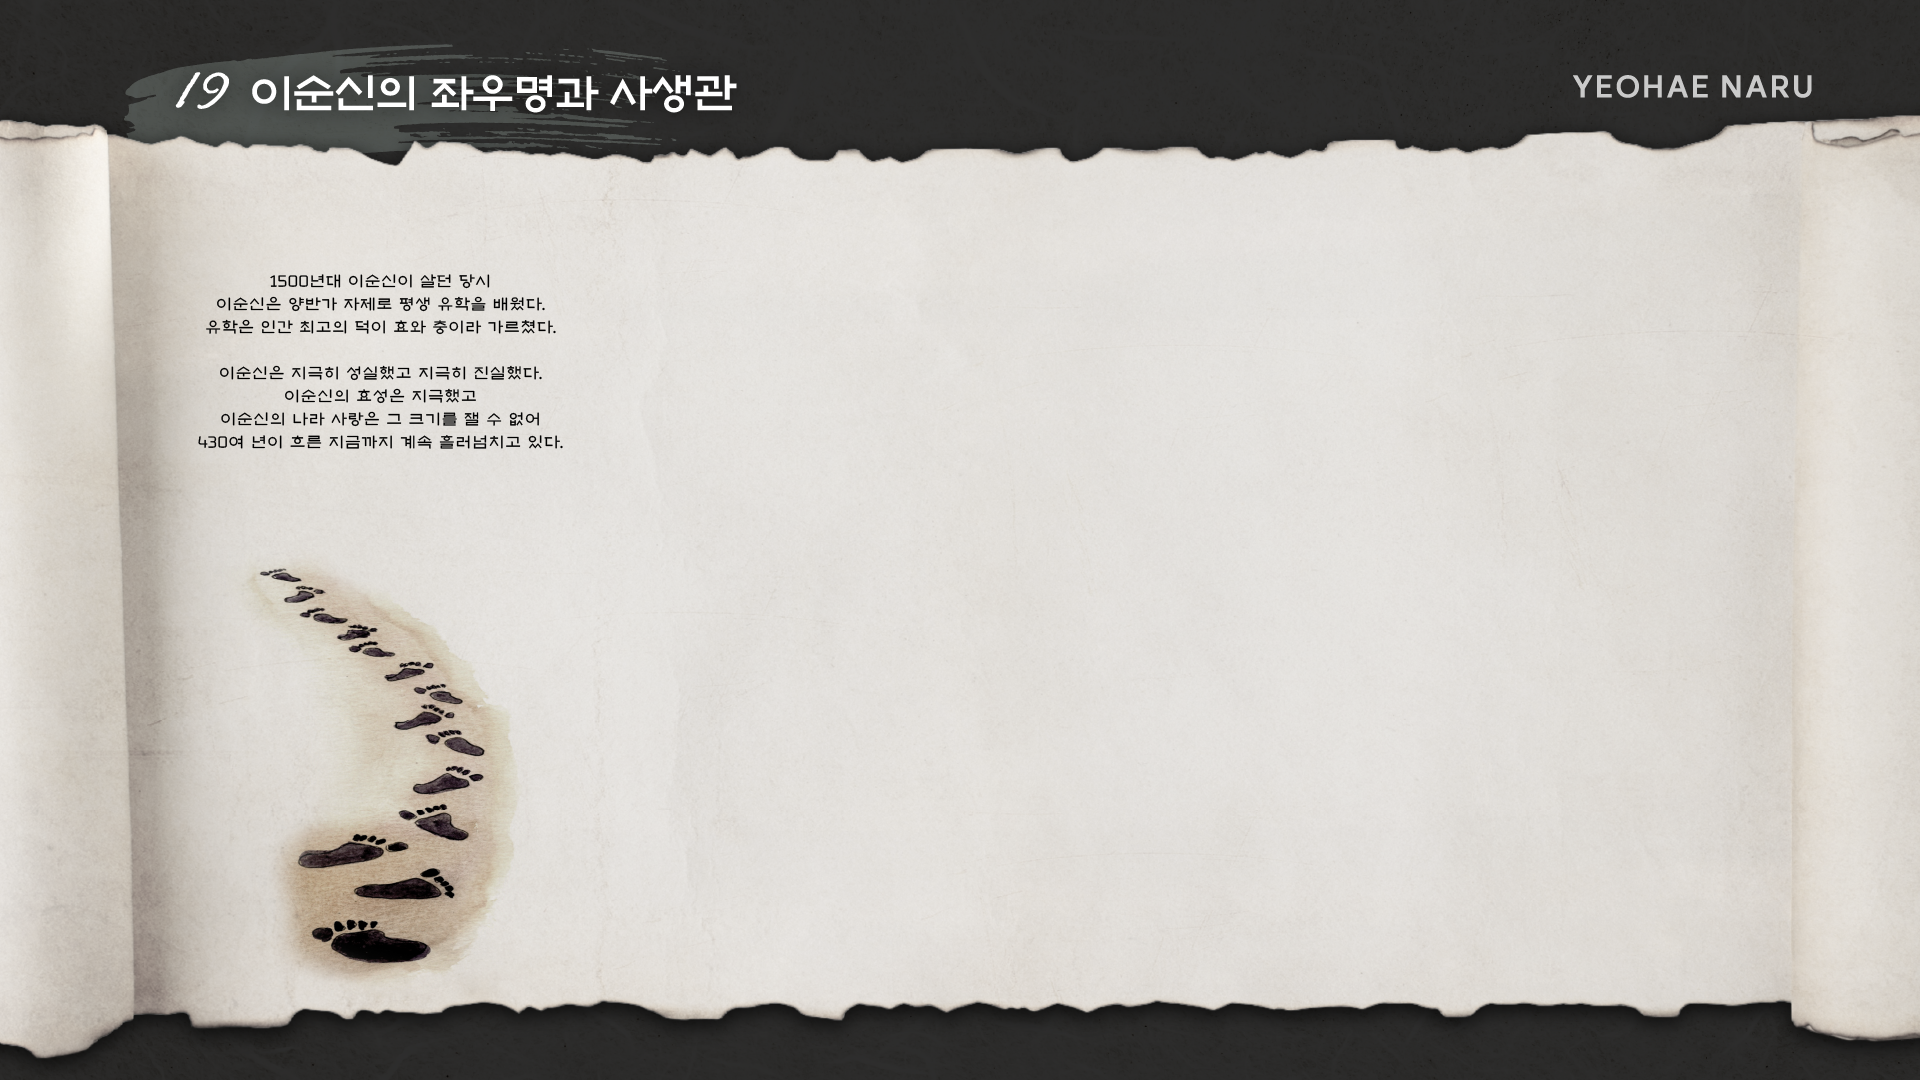 19 이순신의 좌우명과 사생관
YEOHAE NARU
1500년대 이순신이 살던 당시
이순신은 양반가 자제로 평생 유학을 배웠다.
유학은 인간 최고의 덕이 효와 충이라 가르쳤다.
이순신은 지극히 성실했고 지극히 진실했다.
이순신의 효성은 지극했고
이순신의 나라 사랑은 그 크기를 잴 수 없어
430여 년이 흐른 지금까지 계속 흘러넘치고 있다.